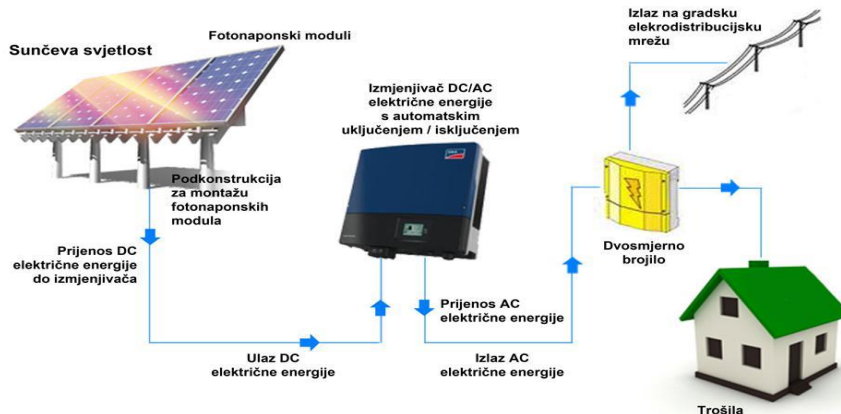 Sunčeva svjetlost
Fotonaponski moduli
Podkonstrukcija
za montažu
fotonaponskih
modula
Prijenos DC
električne energije
do izmjenjivača
Ulaz DC
električne energije
Izmjenjivač DC/AC
električne energije
s automatskim
uključenjem / isključenjem
Prijenos AC
električne energije
Izlaz AC
električne energije
Dvosmjerno
brojilo
Izlaz na gradsku
elekrodistribucijsku
mrežu
Trošila